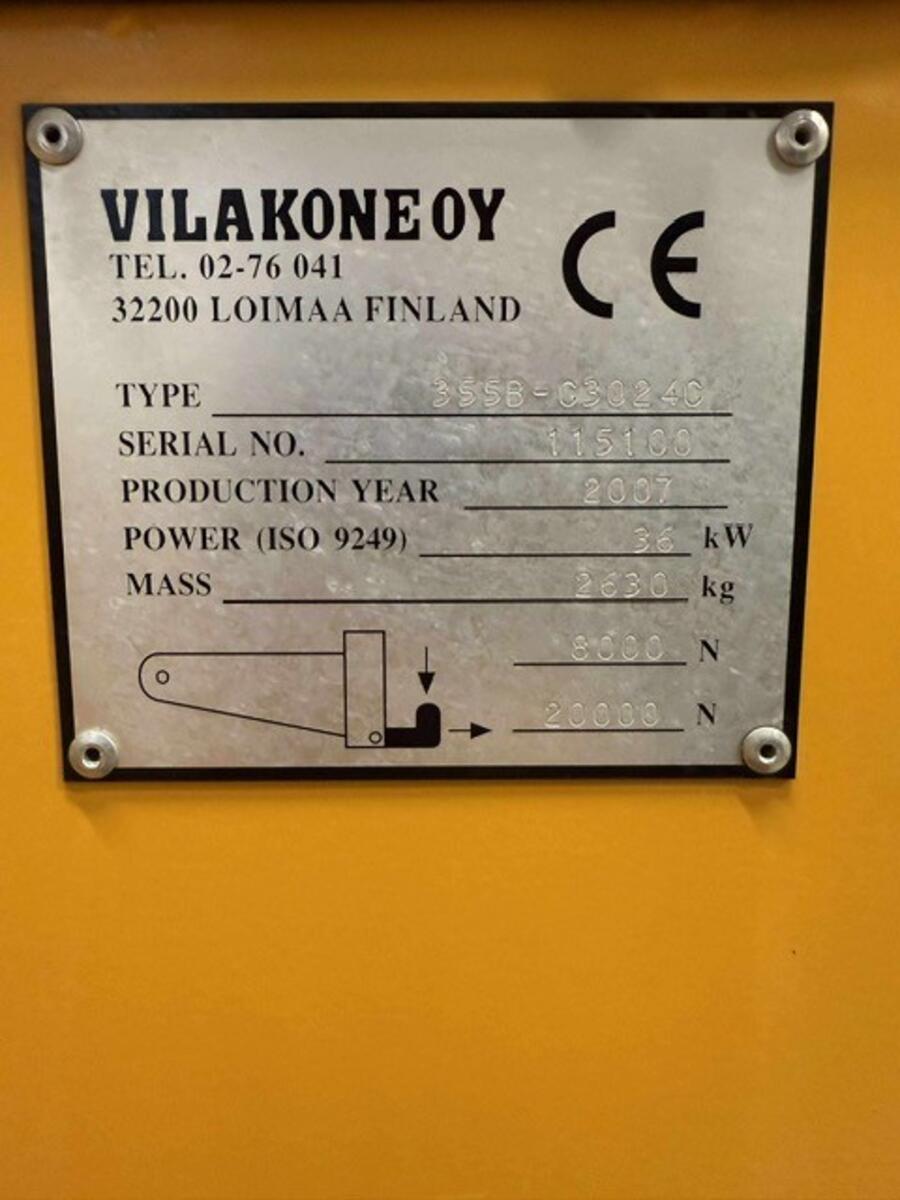 VILAKONE OY
TEL. 02-76 041
32200 LOIMAA FINLAND
CE
TYPE 355B-C3024C
SERIAL NO. 115100
PRODUCTION YEAR 2007
POWER (ISO 9249) 36 kW
MASS 2630 kg
8000 N
20000 N